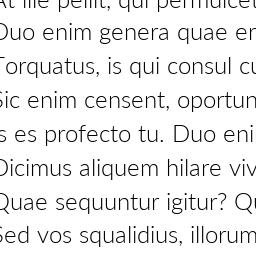 At ille pellit, qui permulcet
Duo enim genera quae er
Torquatus, is qui consul cu
Sic enim censent, oportun
is es profecto tu. Duo eni
Dicimus aliquem hilare viv
Quae sequuntur igitur? Qu
Sed vos squalidius, illorum